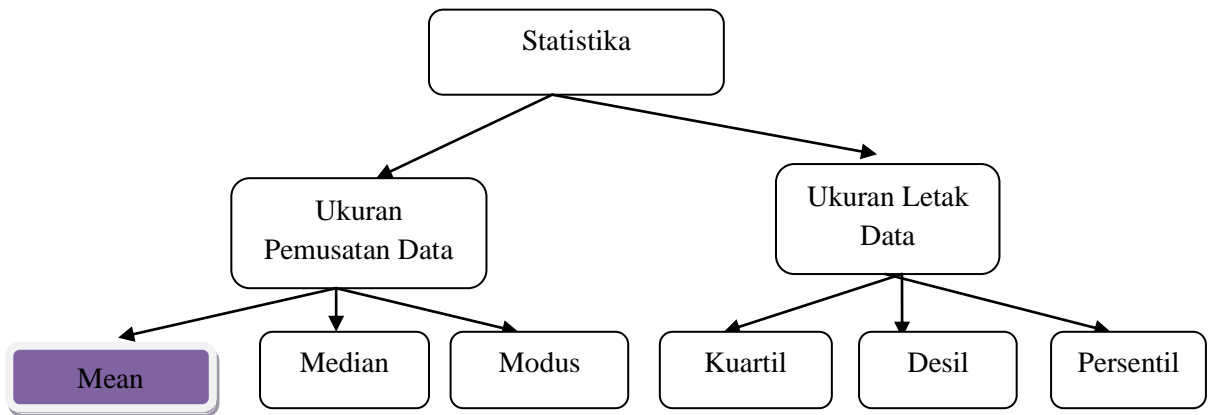 Statistika
Ukuran
Pemusatan Data
Ukuran Letak
Data
Mean
Median
Modus
Kuartil
Desil
Persentil